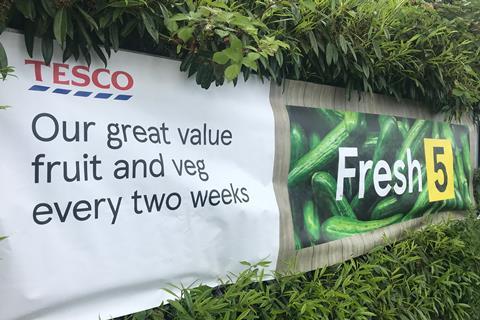 TESCO
Our great value
fruit and veg
every two weeks
Fresh 5